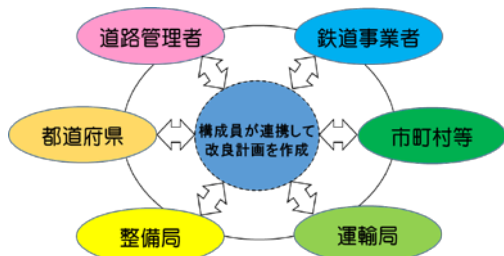 道路管理者
鉄道事業者
都道府県
構成員が連携して
改良計画を作成
市町村等
整備局
運輸局